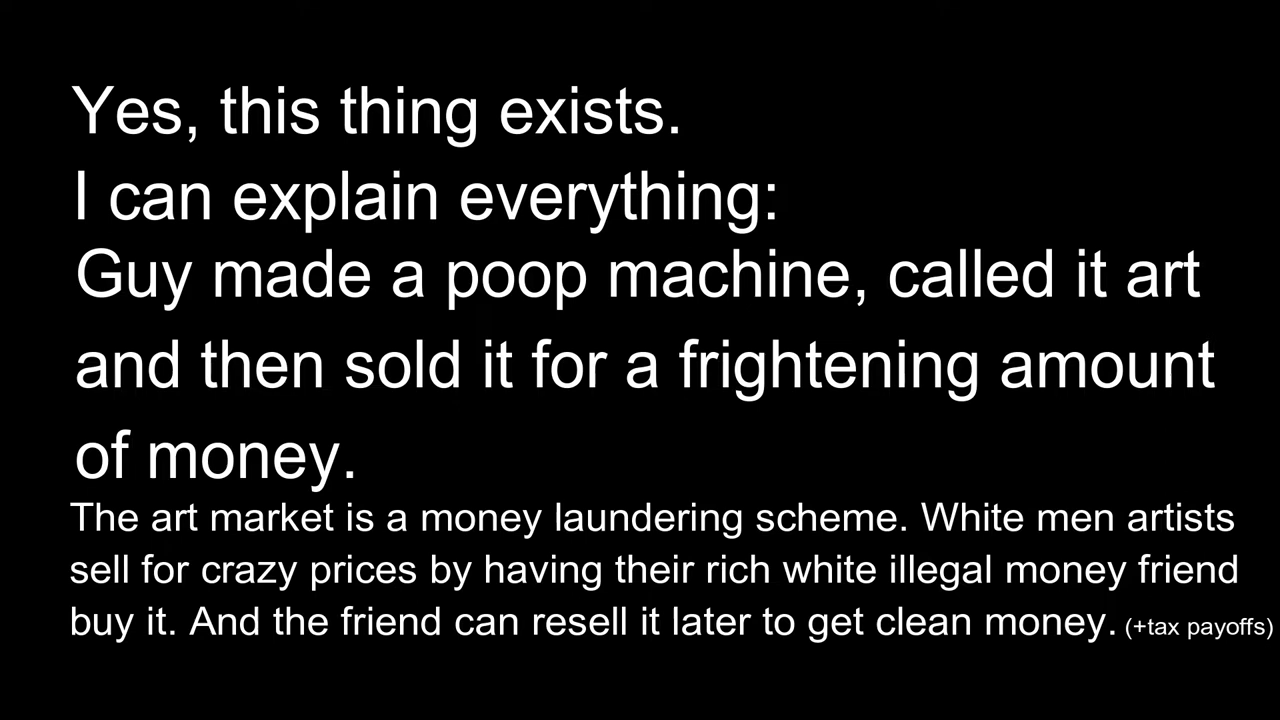 Yes, this thing exists.
I can explain everything:
Guy made a poop machine, called it art
and then sold it for a frightening amount
of money.
The art market is a money laundering scheme. White men artists
sell for crazy prices by having their rich white illegal money friend
buy it. And the friend can resell it later to get clean money. (+tax payoffs)